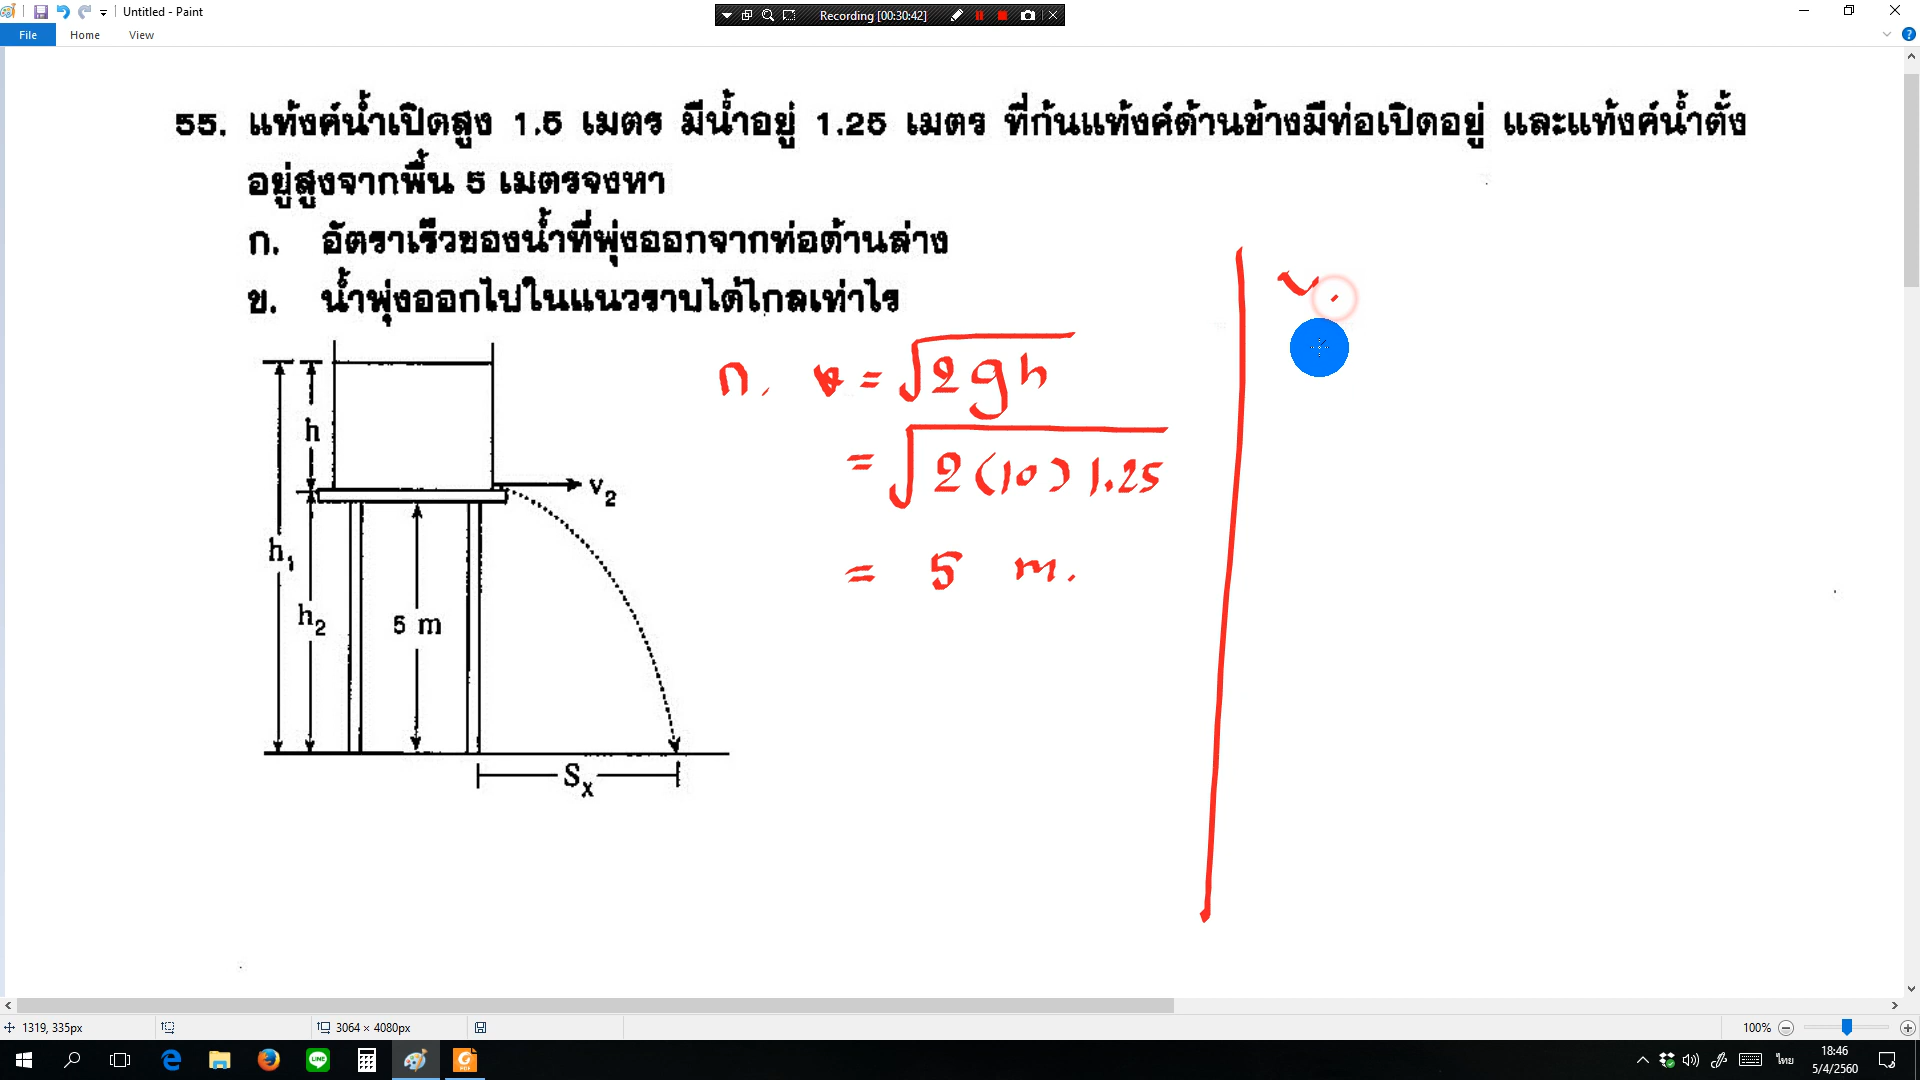 Untitled - Paint
Recording [00:30:42]
File Home View
55. แท้งค์น้ำเปิดสูง 1.5 เมตร มีน้ำอยู่ 1.25 เมตร ที่ก้นแท้งค์ด้านข้างมีท่อเปิดอยู่ และแท้งค์น้ำตั้ง
อยู่สูงจากพื้น 5 เมตรจงหา
ก. อัตราเร็วของน้ำที่พุ่งออกจากท่อด้านล่าง
ข. น้ำพุ่งออกไปในแนวราบได้ไกลเท่าไร
h
v₂
h₁
h₂
5 m
Sₓ
ก. v = √2gh
= √2(10)1.25
= 5 m.
1319, 335px
3064 × 4080px
100%
ไทย
18:46
5/4/2560